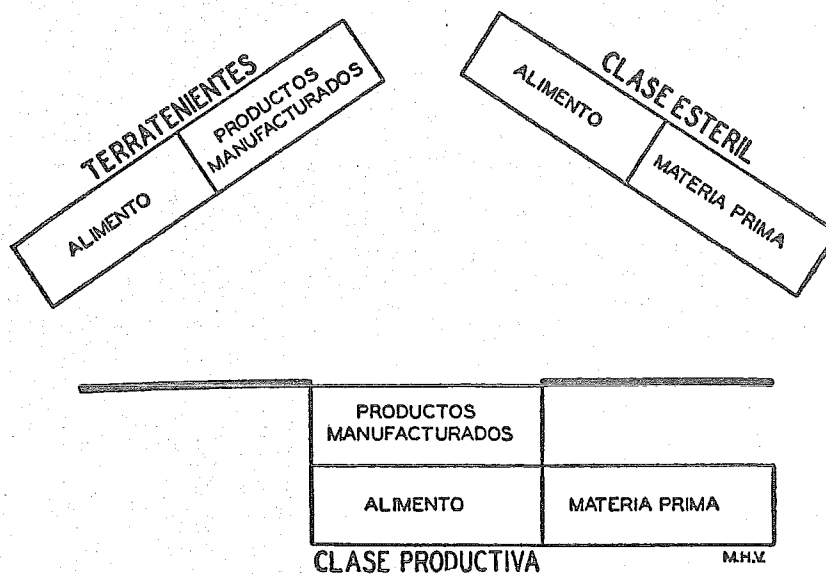 TERRATENIENTES
ALIMENTO
PRODUCTOS
MANUFACTURADOS
CLASE ESTERIL
ALIMENTO
MATERIA PRIMA
PRODUCTOS
MANUFACTURADOS
ALIMENTO
MATERIA PRIMA
CLASE PRODUCTIVA
M.H.V.